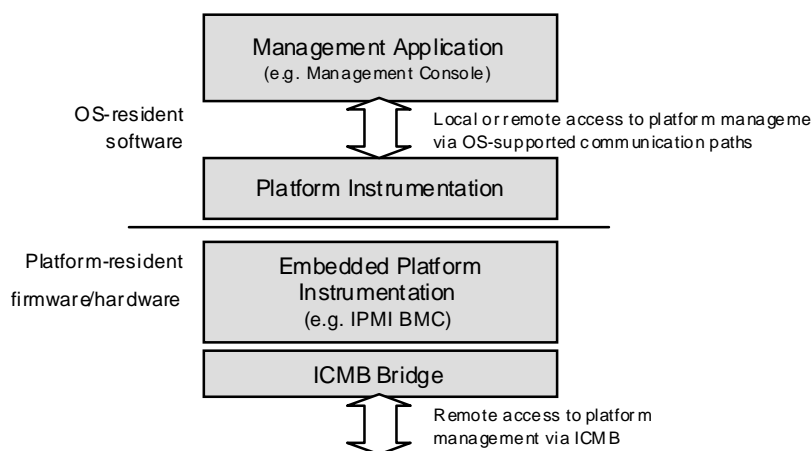 Management Application
(e.g. Management Console)
OS-resident
software
Local or remote access to platform manageme
via OS-supported communication paths
Platform Instrumentation
Platform-resident
firmware/hardware
Embedded Platform
Instrumentation
(e.g. IPMI BMC)
ICMB Bridge
Remote access to platform
management via ICMB